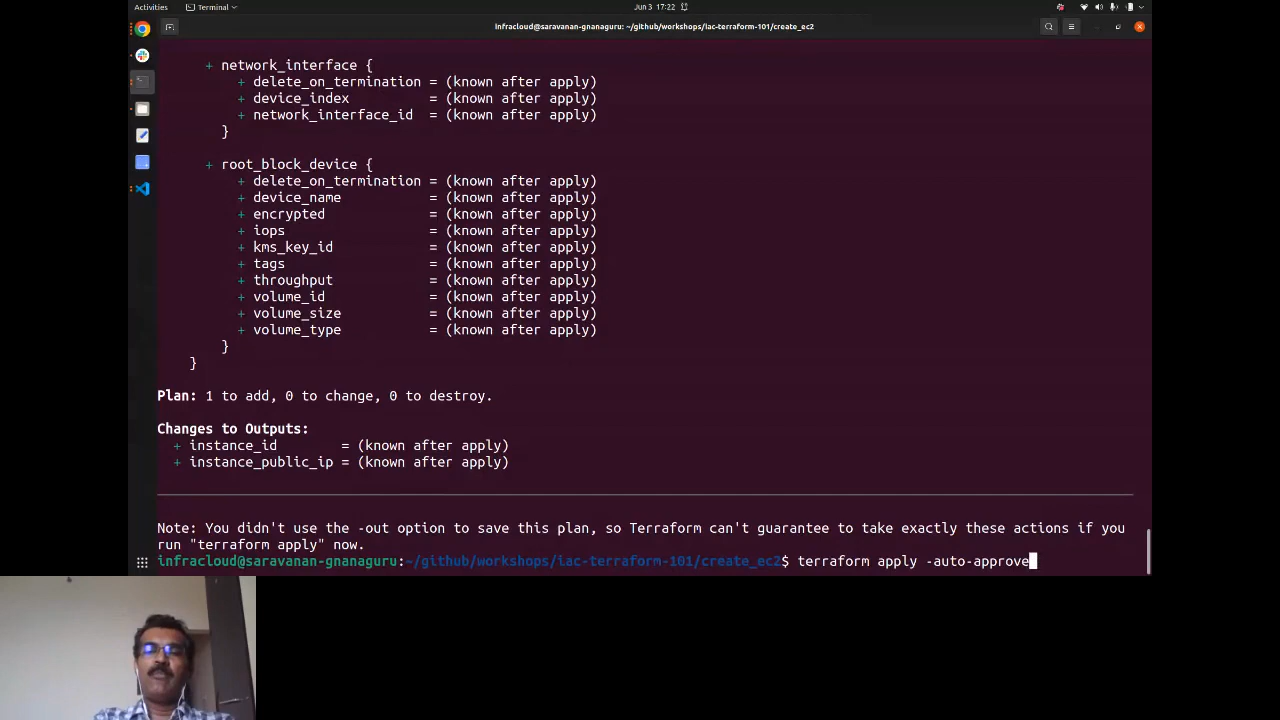 Activities
Terminal
Jun 3 17:22
infracloud@saravanan-gnanaguru: ~/github/workshops/iac-terraform-101/create_ec2
+ network_interface {
+ delete_on_termination = (known after apply)
+ device_index = (known after apply)
+ network_interface_id = (known after apply)
}
+ root_block_device {
+ delete_on_termination = (known after apply)
+ device_name = (known after apply)
+ encrypted = (known after apply)
+ iops = (known after apply)
+ kms_key_id = (known after apply)
+ tags = (known after apply)
+ throughput = (known after apply)
+ volume_id = (known after apply)
+ volume_size = (known after apply)
+ volume_type = (known after apply)
}
}
Plan: 1 to add, 0 to change, 0 to destroy.
Changes to Outputs:
+ instance_id = (known after apply)
+ instance_public_ip = (known after apply)
Note: You didn't use the -out option to save this plan, so Terraform can't guarantee to take exactly these actions if you
run "terraform apply" now.
infracloud@saravanan-gnanaguru:~/github/workshops/iac-terraform-101/create_ec2$ terraform apply -auto-approve